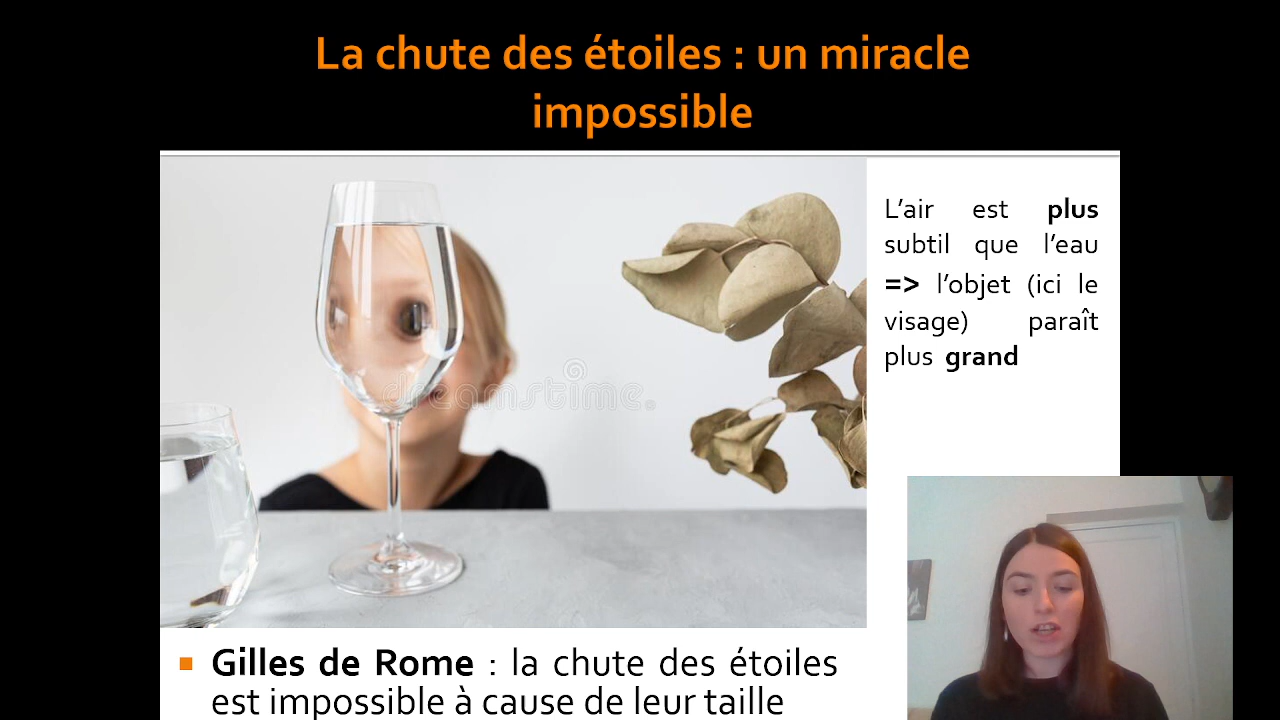 La chute des étoiles : un miracle
impossible
L’air est plus
subtil que l’eau
=> l’objet (ici le
visage) paraît
plus grand
dreamstime.
Gilles de Rome : la chute des étoiles
est impossible à cause de leur taille